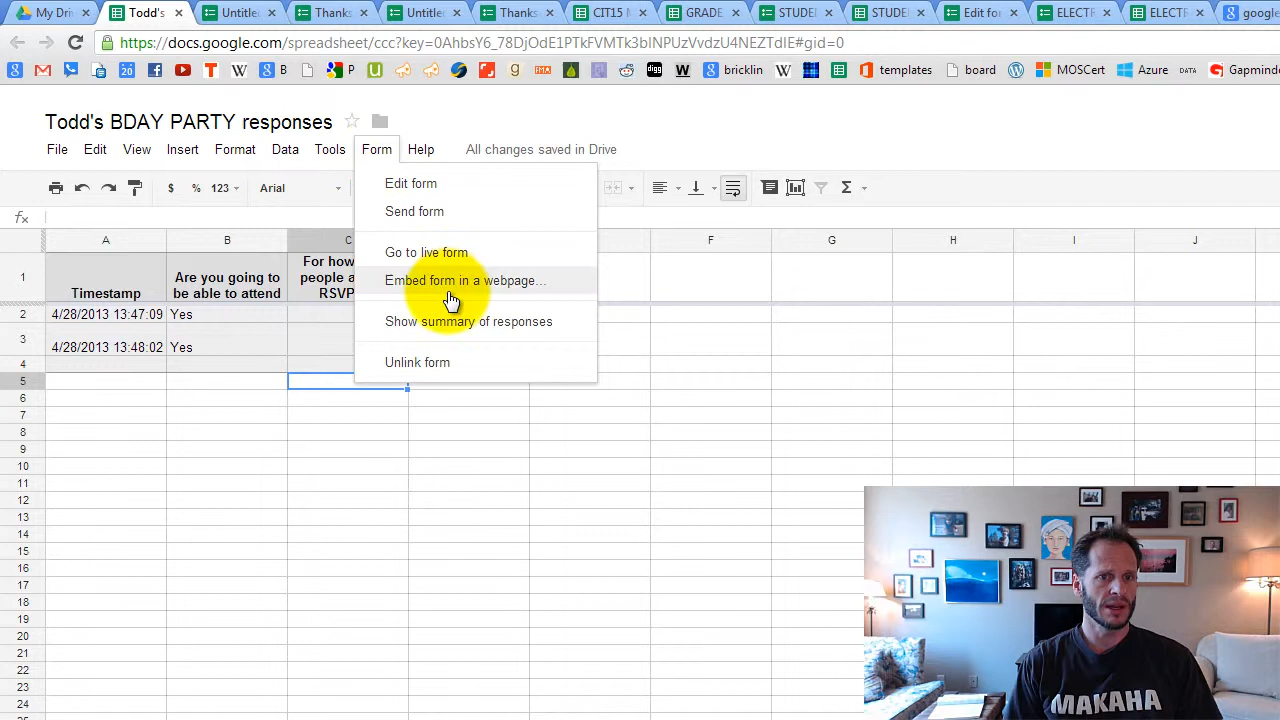 My Dri
Todd's
Untitle
Thanks
Untitle
Thanks
CIT15 M
GRADE
STUDE
STUDE
Edit fo
ELECTR
ELECTR
google
https://docs.google.com/spreadsheet/ccc?key=0AhbsY6_78DjOdE1PTkFVMTk3blNPUzVvdzU4NEZTdlE#gid=0
B
P
digg
bricklin
templates
board
MOSCert
Azure
DATA
Gapminde
Todd's BDAY PARTY responses
File Edit View Insert Format Data Tools Form Help All changes saved in Drive
$ % 123 Arial
Edit form
Send form
Go to live form
Embed form in a webpage...
Show summary of responses
Unlink form
fx
A B C F G H I J
1
Timestamp
Are you going to
be able to attend
For how
people a
RSVP
2 4/28/2013 13:47:09 Yes
3 4/28/2013 13:48:02 Yes
4
5
6
7
8
9
10
11
12
13
14
15
16
17
18
19
20
21
22
23
24
MAKAHA